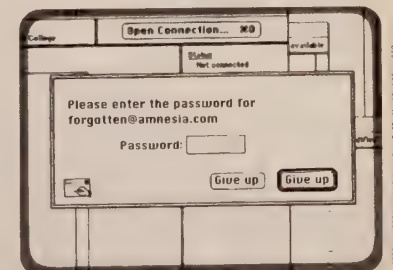 College
Open Connection... ⌘O
available
Status
Not connected
Please enter the password for
forgotten@amnesia.com
Password:
Give up
Give up